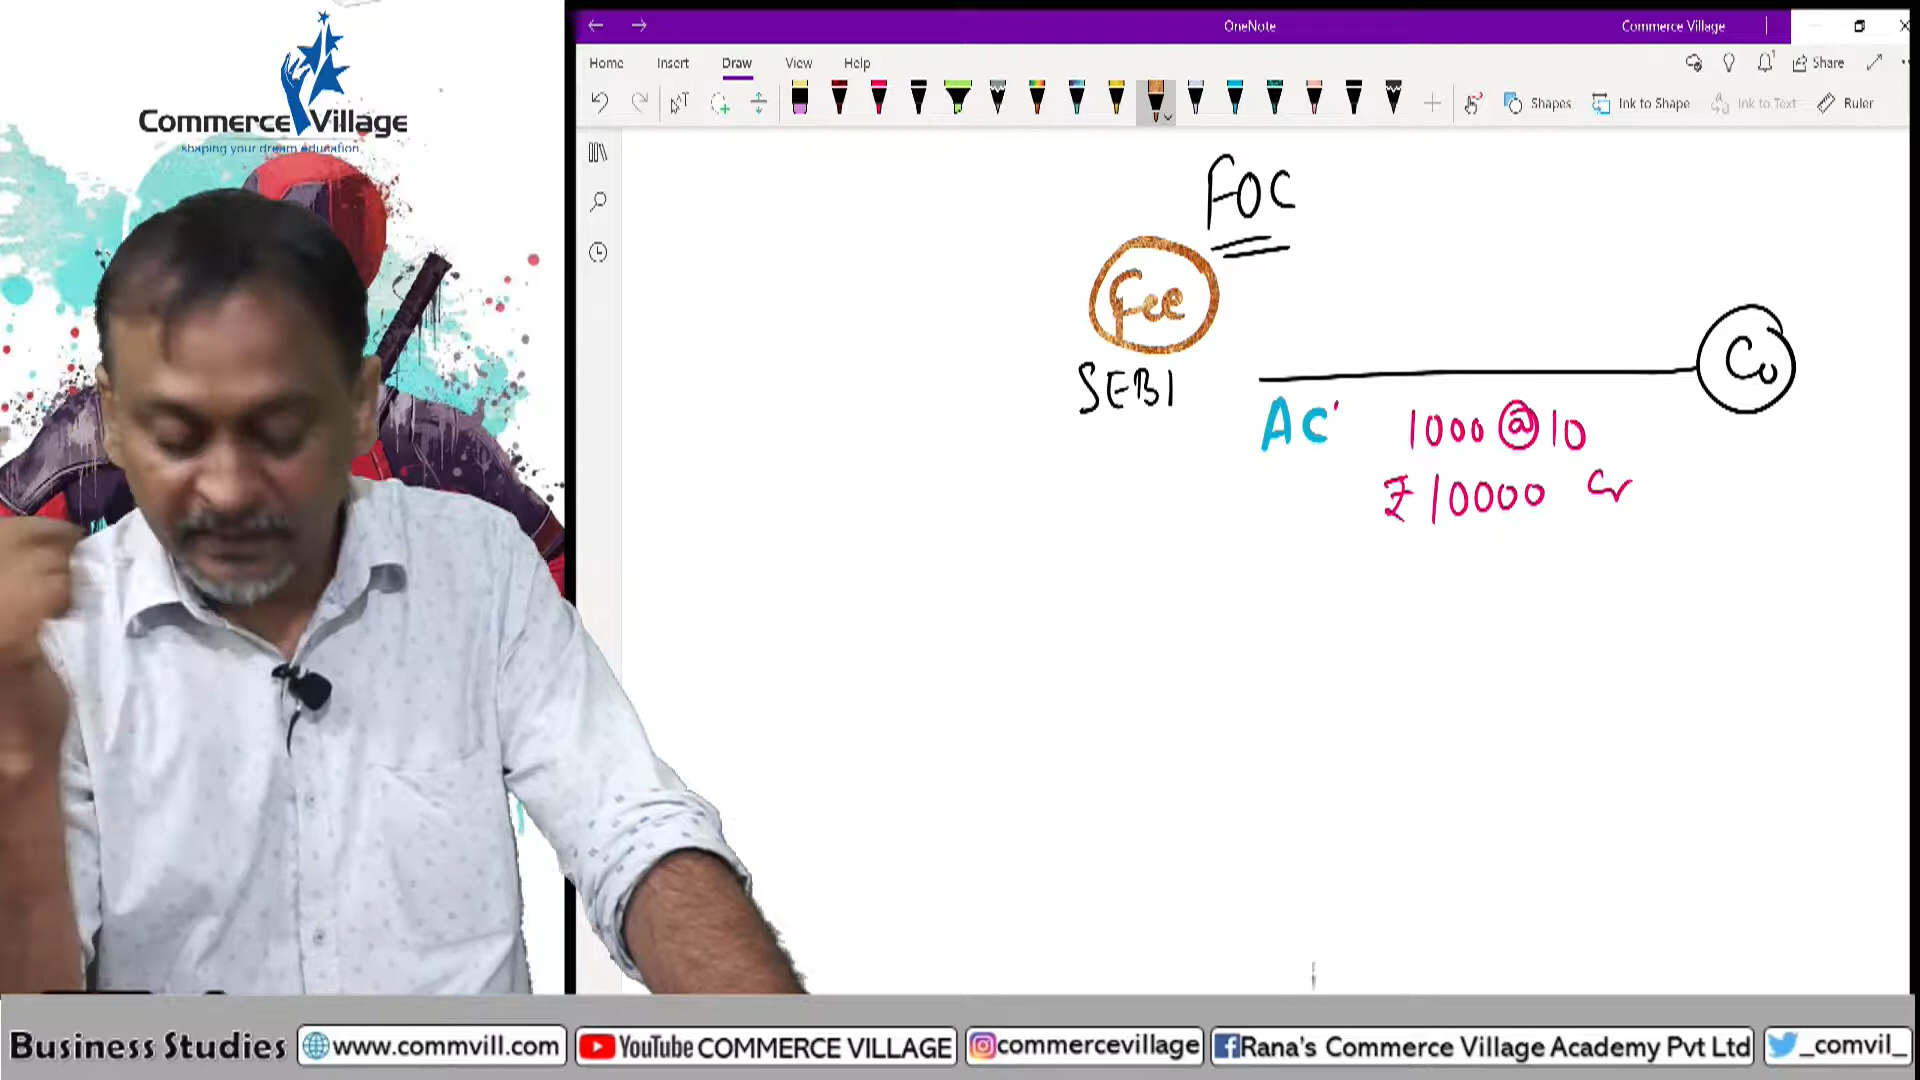 Commerce Village
shaping your dream education
OneNote
Commerce Village
Home Insert Draw View Help
Share
Shapes Ink to Shape Ink to Text Ruler
FOC
Fee
SEBI
Co
AC 1000 @ 10
₹ 10000 Cr
Business Studies
www.commvill.com
YouTube COMMERCE VILLAGE
commercevillage
Rana's Commerce Village Academy Pvt Ltd
_comvil_